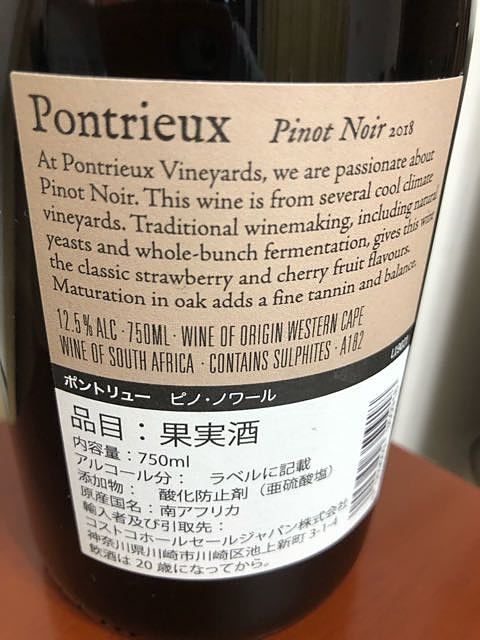 Pontrieux Pinot Noir 2018
At Pontrieux Vineyards, we are passionate about
Pinot Noir. This wine is from several cool climate
vineyards. Traditional winemaking, including natural
yeasts and whole-bunch fermentation, gives this wine
the classic strawberry and cherry fruit flavours.
Maturation in oak adds a fine tannin and balance.
12.5% ALC · 750ML · WINE OF ORIGIN WESTERN CAPE
WINE OF SOUTH AFRICA · CONTAINS SULPHITES · A182
ポントリュー ピノ・ノワール
品目：果実酒
内容量：750ml
アルコール分： ラベルに記載
添加物： 酸化防止剤（亜硫酸塩）
原産国名：南アフリカ
輸入者及び引取先：
コストコホールセールジャパン株式会社
神奈川県川崎市川崎区池上新町 3-1-4
飲酒は 20 歳になってから。